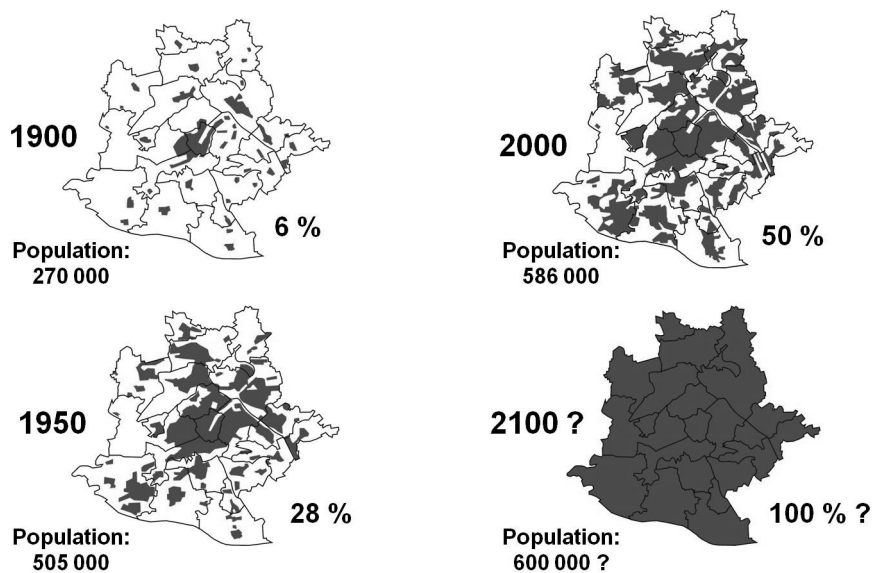 1900
6 %
Population:
270 000
2000
50 %
Population:
586 000
1950
28 %
Population:
505 000
2100 ?
100 % ?
Population:
600 000 ?